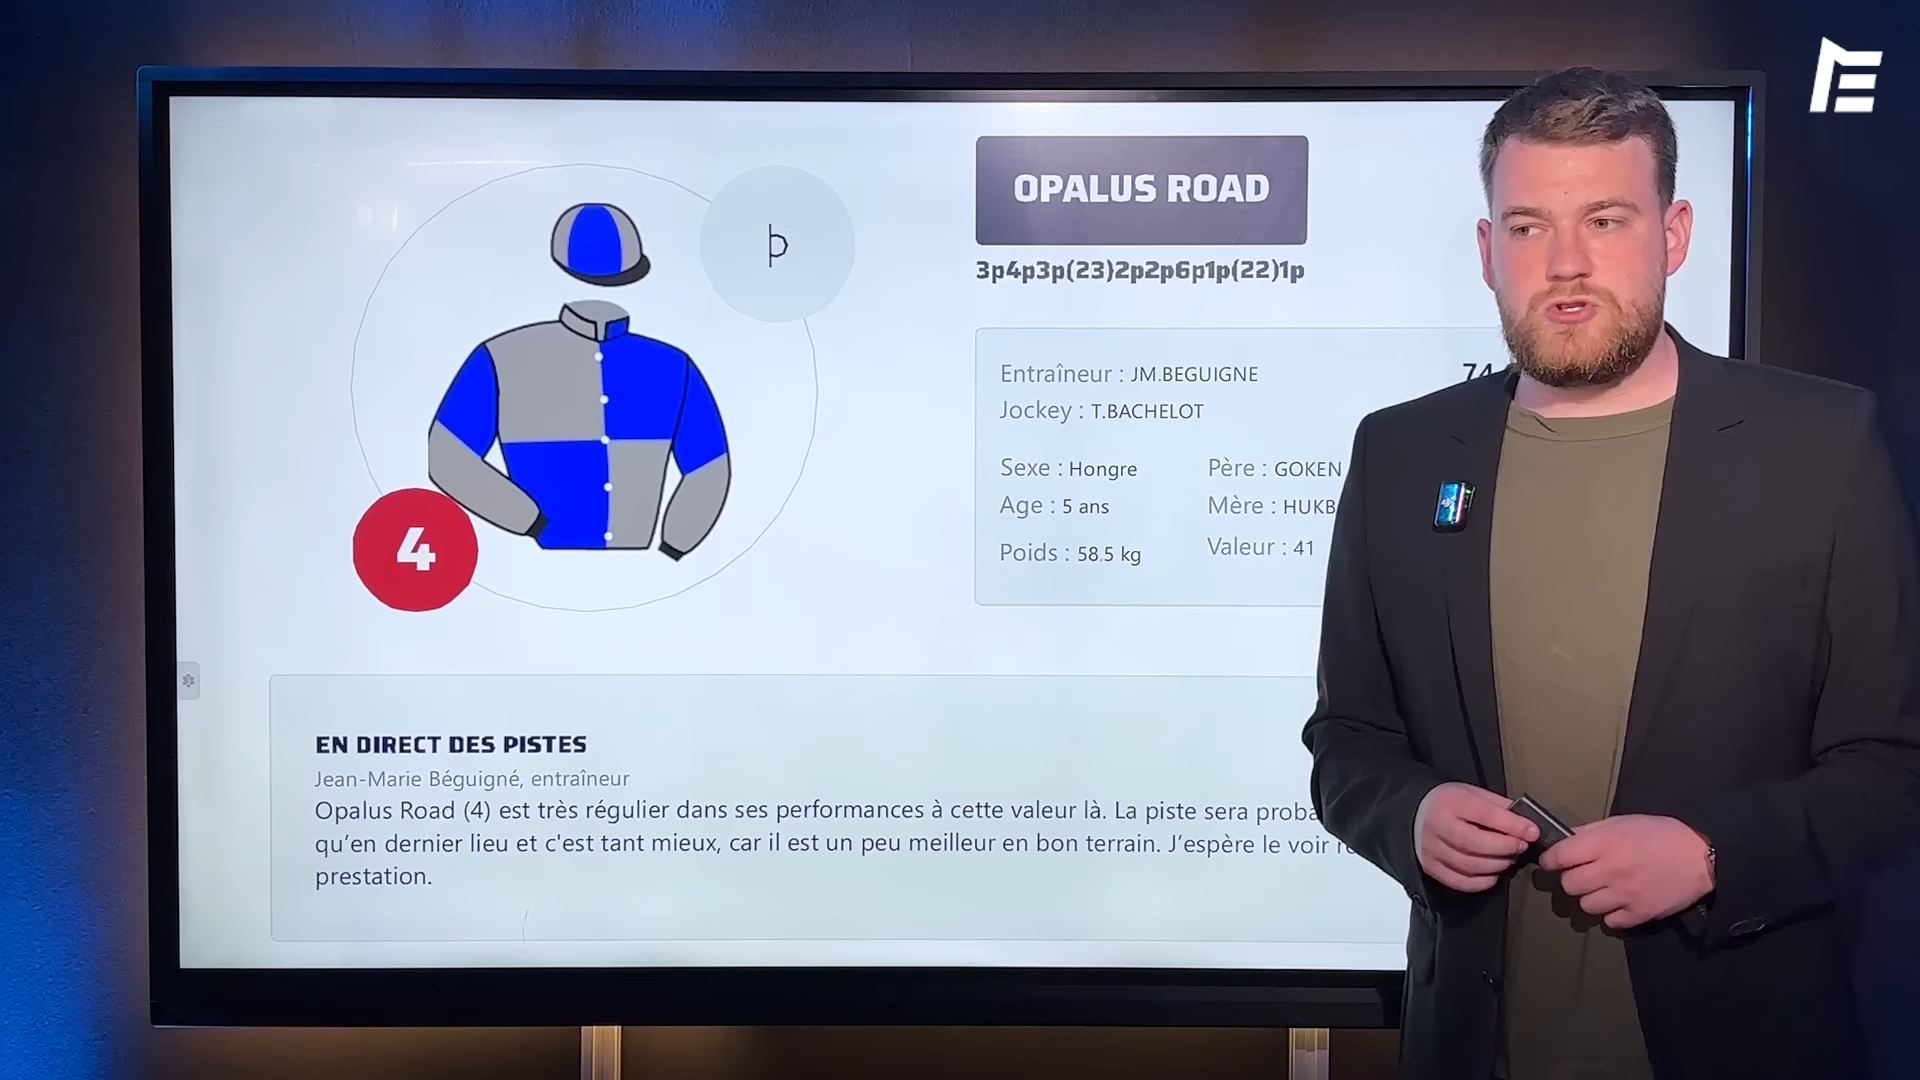 OPALUS ROAD
3p4p3p(23)2p2p6p1p(22)1p
Entraîneur : JM.BEGUIGNE
74
Jockey : T.BACHELOT
Sexe : Hongre
Père : GOKEN
Age : 5 ans
Mère : HUKB
Poids : 58.5 kg
Valeur : 41
4
EN DIRECT DES PISTES
Jean-Marie Béguigné, entraîneur
Opalus Road (4) est très régulier dans ses performances à cette valeur là. La piste sera proba
qu’en dernier lieu et c'est tant mieux, car il est un peu meilleur en bon terrain. J’espère le voir
prestation.